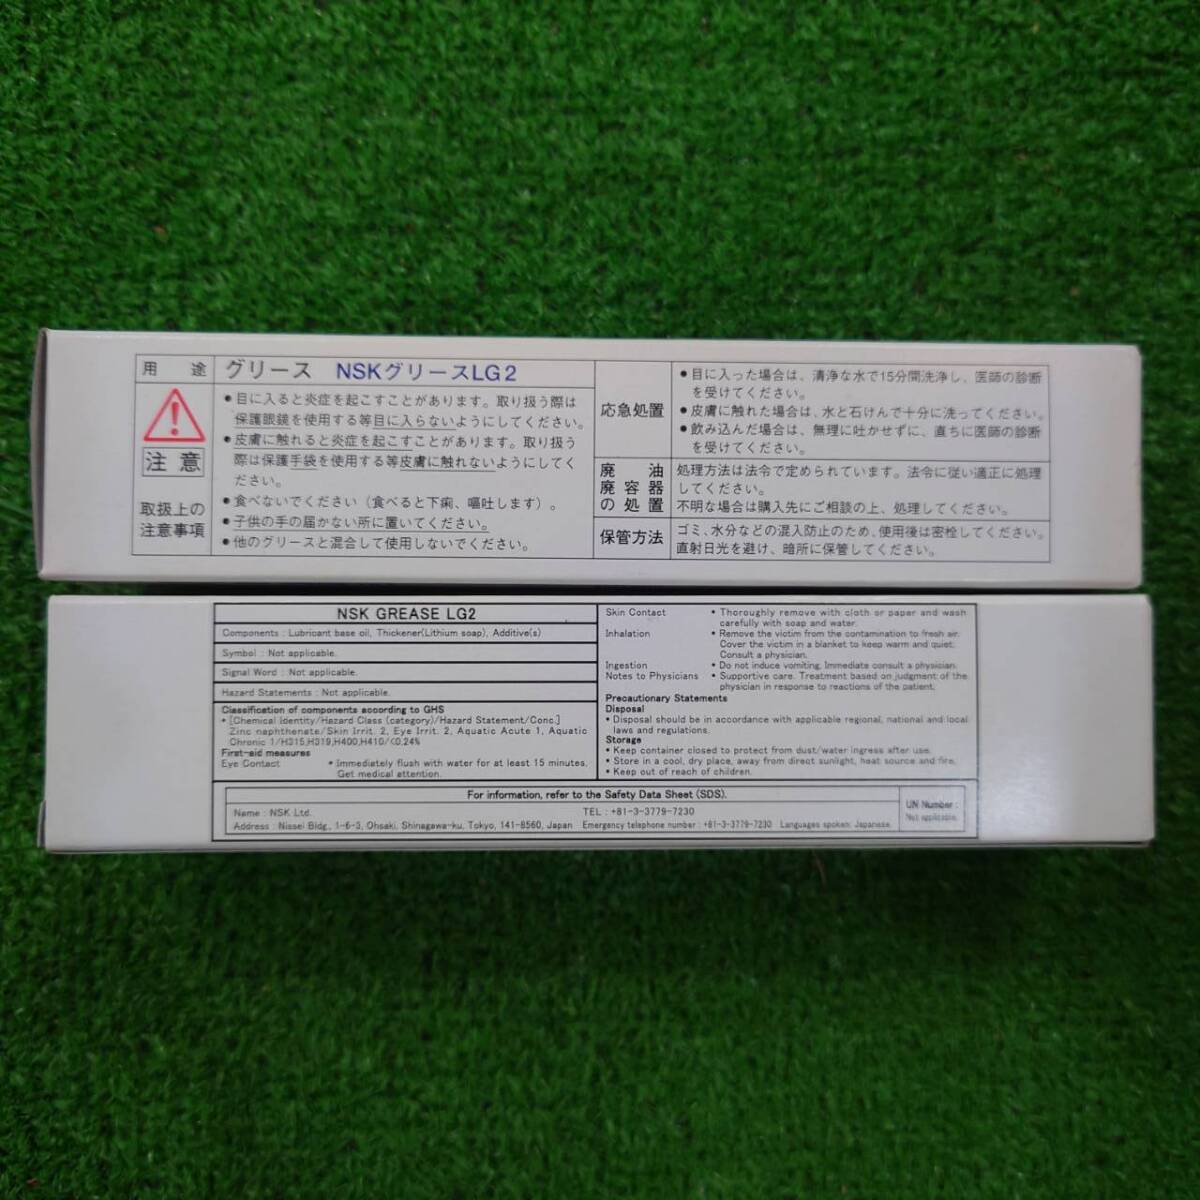 用途 グリース NSKグリースLG2
注意
取扱上の
注意事項
●目に入ると炎症を起こすことがあります。取り扱う際は
保護眼鏡を使用する等目に入らないようにしてください。
●皮膚に触れると炎症を起こすことがあります。取り扱う
際は保護手袋を使用する等皮膚に触れないようにしてく
ださい。
●食べないでください（食べると下痢、嘔吐します）。
●子供の手の届かない所に置いてください。
●他のグリースと混合して使用しないでください。
応急処置
●目に入った場合は、清浄な水で15分間洗浄し、医師の診断
を受けてください。
●皮膚に触れた場合は、水と石けんで十分に洗ってください。
●飲み込んだ場合は、無理に吐かせずに、直ちに医師の診断
を受けてください。
廃油
廃容器
の処置
処理方法は法令で定められています。法令に従い適正に処理
してください。
不明な場合は購入先にご相談の上、処理してください。
保管方法
ゴミ、水分などの混入防止のため、使用後は密栓してください。
直射日光を避け、暗所に保管してください。
NSK GREASE LG2
Components : Lubricant base oil, Thickener(Lithium soap), Additive(s)
Symbol : Not applicable.
Signal Word : Not applicable.
Hazard Statements : Not applicable.
Classification of components according to GHS
• [Chemical Identity/Hazard Class (category)/Hazard Statement/Conc.]
Zinc naphthenate/Skin Irrit. 2, Eye Irrit. 2, Aquatic Acute 1, Aquatic
Chronic 1/H315,H319,H400,H410/<0.24%
First-aid measures
Eye Contact • Immediately flush with water for at least 15 minutes.
Get medical attention.
Skin Contact • Thoroughly remove with cloth or paper and wash
carefully with soap and water.
Inhalation • Remove the victim from the contamination to fresh air.
Cover the victim in a blanket to keep warm and quiet.
Consult a physician.
Ingestion • Do not induce vomiting. Immediate consult a physician.
Notes to Physicians • Supportive care. Treatment based on judgment of the
physician in response to reactions of the patient.
Precautionary Statements
Disposal
• Disposal should be in accordance with applicable regional, national and local
laws and regulations.
Storage
• Keep container closed to protect from dust/water ingress after use.
• Store in a cool, dry place, away from direct sunlight, heat source and fire.
• Keep out of reach of children.
For information, refer to the Safety Data Sheet (SDS).
Name : NSK Ltd. TEL : +81-3-3779-7230
Address : Nissei Bldg., 1-6-3, Ohsaki, Shinagawa-ku, Tokyo, 141-8560, Japan Emergency telephone number : +81-3-3779-7230 Languages spoken: Japanese.
UN Number :
Not applicable.